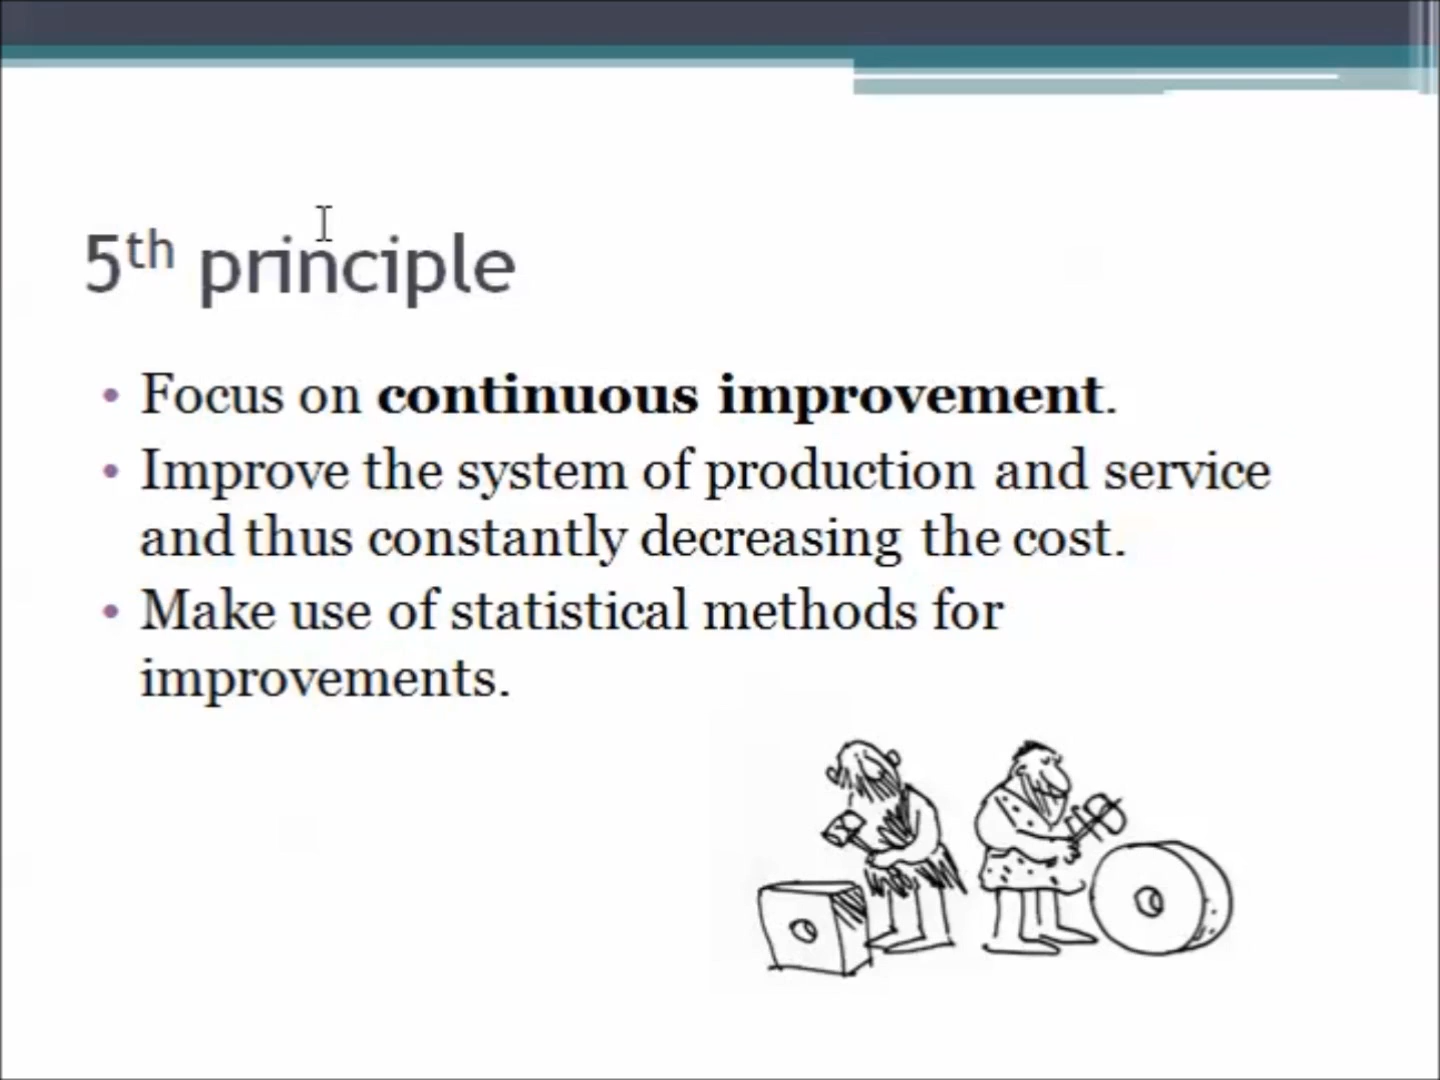 5th principle
• Focus on continuous improvement.
• Improve the system of production and service
and thus constantly decreasing the cost.
• Make use of statistical methods for
improvements.